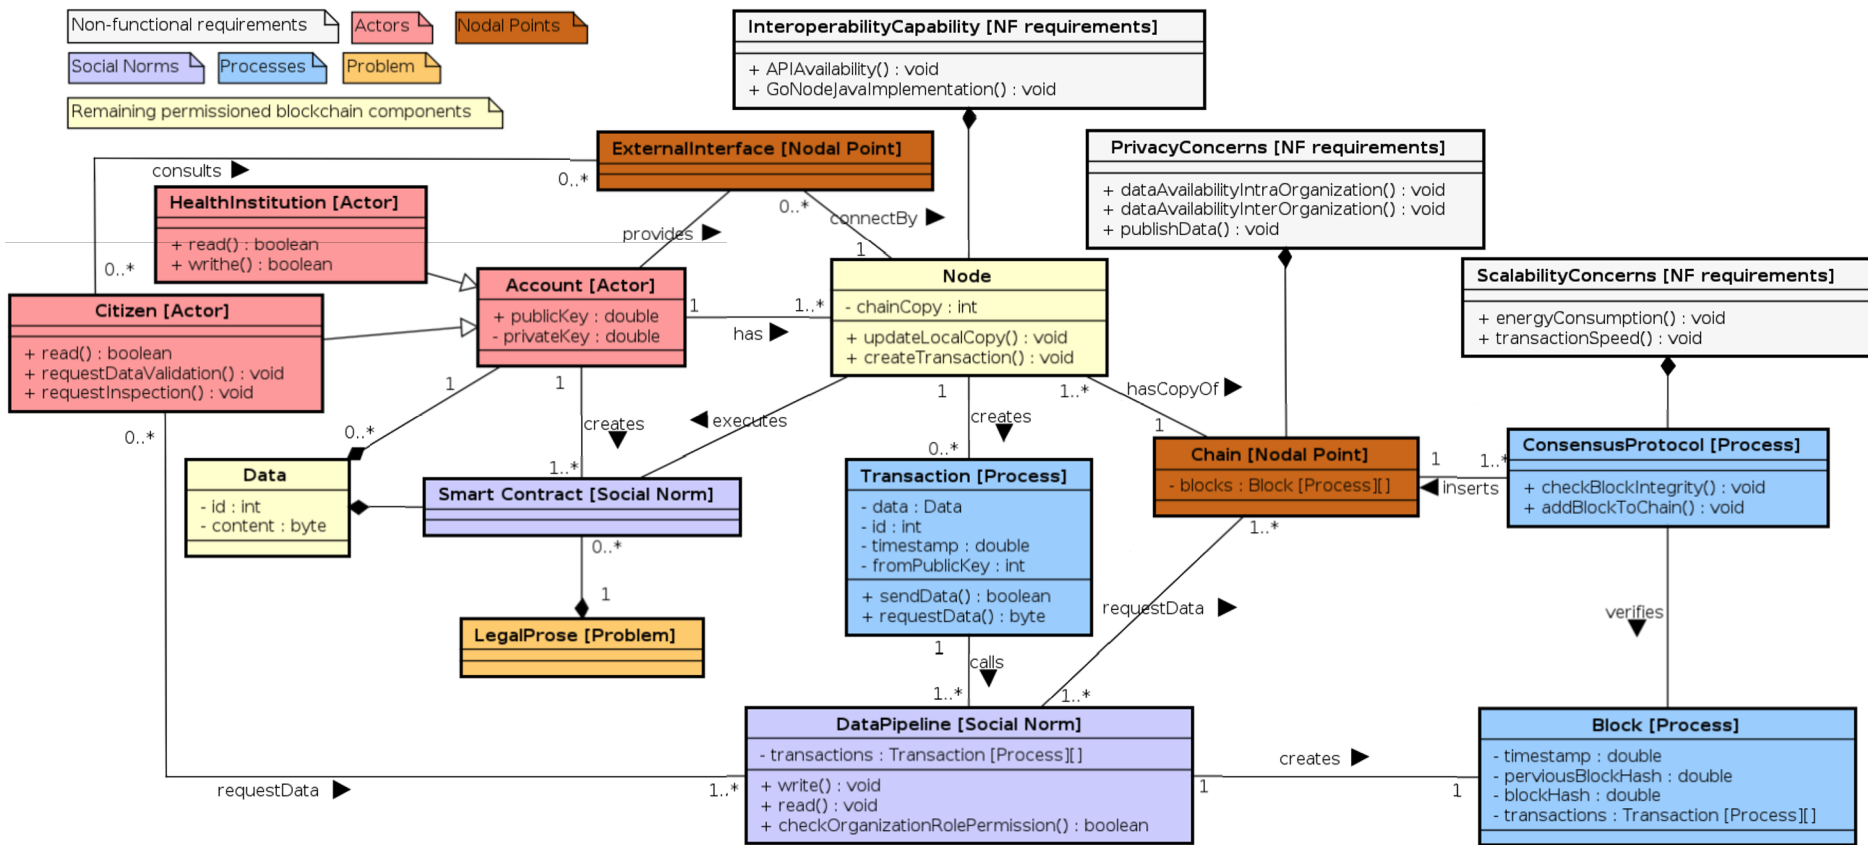 Non-functional requirements
Actors
Nodal Points
Social Norms
Processes
Problem
Remaining permissioned blockchain components
InteroperabilityCapability [NF requirements]
+ APIAvailability() : void
+ GoNodeJavaImplementation() : void
ExternalInterface [Nodal Point]
consults
0..*
0..*
provides
0..*
connectBy
1
PrivacyConcerns [NF requirements]
+ dataAvailabilityIntraOrganization() : void
+ dataAvailabilityInterOrganization() : void
+ publishData() : void
HealthInstitution [Actor]
+ read() : boolean
+ writhe() : boolean
Citizen [Actor]
+ read() : boolean
+ requestDataValidation() : void
+ requestInspection() : void
Account [Actor]
+ publicKey : double
- privateKey : double
1
1..*
has
Node
- chainCopy : int
+ updateLocalCopy() : void
+ createTransaction() : void
ScalabilityConcerns [NF requirements]
+ energyConsumption() : void
+ transactionSpeed() : void
1
0..*
1
creates
1..*
executes
1
creates
0..*
1..*
hasCopyOf
1
0..*
Data
- id : int
- content : byte
Smart Contract [Social Norm]
0..*
1
LegalProse [Problem]
Transaction [Process]
- data : Data
- id : int
- timestamp : double
- fromPublicKey : int
+ sendData() : boolean
+ requestData() : byte
Chain [Nodal Point]
- blocks : Block [Process][]
1
1..*
inserts
ConsensusProtocol [Process]
+ checkBlockIntegrity() : void
+ addBlockToChain() : void
1..*
requestData
1..*
verifies
1
calls
1..*
DataPipeline [Social Norm]
- transactions : Transaction [Process][]
+ write() : void
+ read() : void
+ checkOrganizationRolePermission() : boolean
requestData
1..*
creates
1
1
Block [Process]
- timestamp : double
- perviousBlockHash : double
- blockHash : double
- transactions : Transaction [Process][]